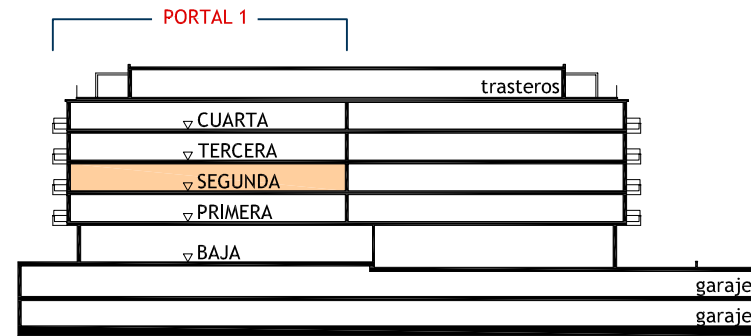 PORTAL 1
trasteros
CUARTA
TERCERA
SEGUNDA
PRIMERA
BAJA
garaje
garaje